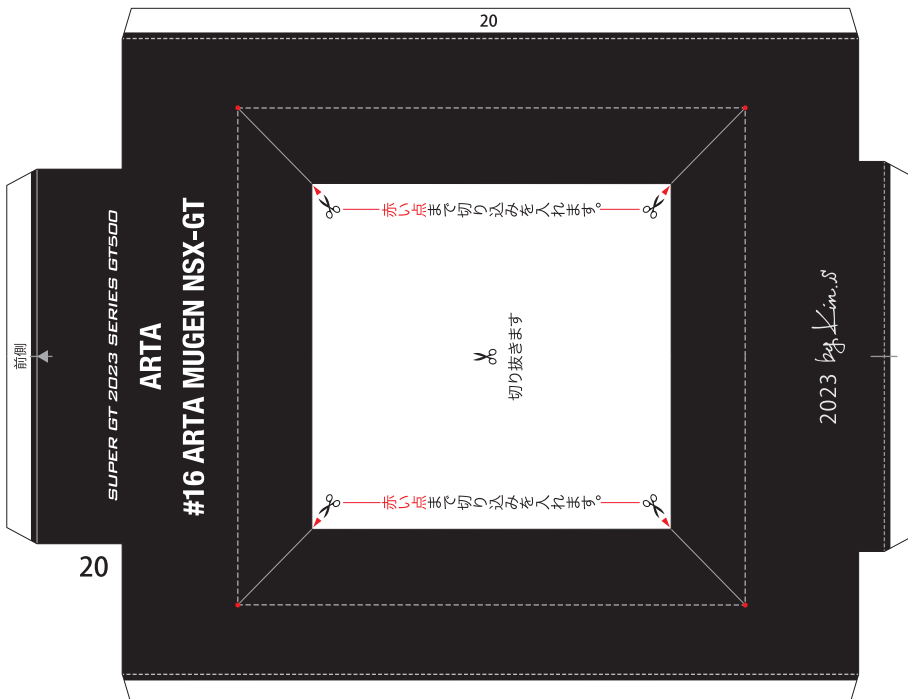 20
前側
SUPER GT 2023 SERIES GT500
ARTA
#16 ARTA MUGEN NSX-GT
赤い点まで切り込みを入れます。
切り抜きます
赤い点まで切り込みを入れます。
2023 by Kin.S
20